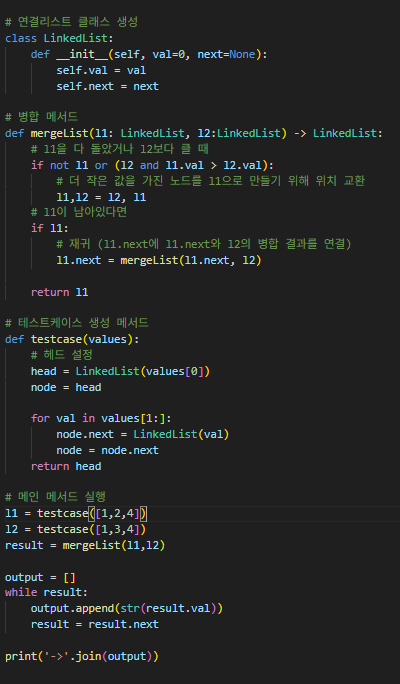 # 연결리스트 클래스 생성
class LinkedList:
    def __init__(self, val=0, next=None):
        self.val = val
        self.next = next

# 병합 메서드
def mergeList(l1: LinkedList, l2:LinkedList) -> LinkedList:
    # l1을 다 돌았거나 l2보다 클 때
    if not l1 or (l2 and l1.val > l2.val):
        # 더 작은 값을 가진 노드를 l1으로 만들기 위해 위치 교환
        l1,l2 = l2, l1
    # l1이 남아있다면
    if l1:
        # 재귀 (l1.next에 l1.next와 l2의 병합 결과를 연결)
        l1.next = mergeList(l1.next, l2)

    return l1

# 테스트케이스 생성 메서드
def testcase(values):
    # 헤드 설정
    head = LinkedList(values[0])
    node = head

    for val in values[1:]:
        node.next = LinkedList(val)
        node = node.next
    return head

# 메인 메서드 실행
l1 = testcase([1,2,4])
l2 = testcase([1,3,4])
result = mergeList(l1,l2)

output = []
while result:
    output.append(str(result.val))
    result = result.next

print('->'.join(output))